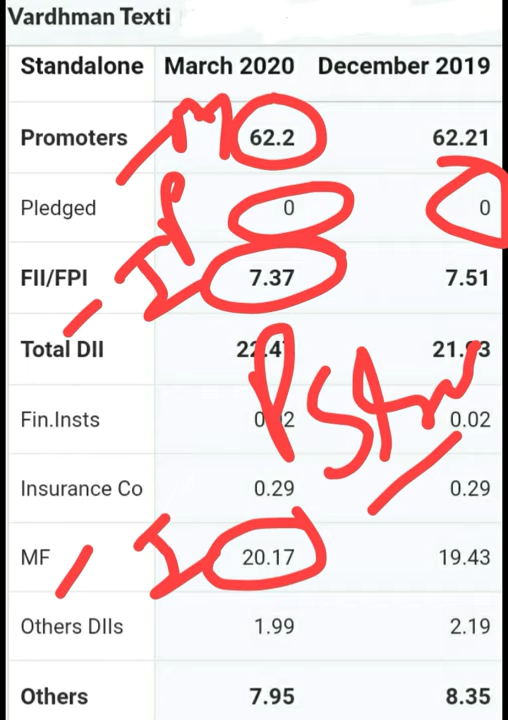 Vardhman Texti
Standalone March 2020 December 2019
Promoters M 62.2 62.21
Pledged 0 0
FII/FPI I 7.37 7.51
Total DII
Fin.Insts 0.02
Insurance Co 0.29 0.29
MF I 20.17 19.43
Others DIIs 1.99 2.19
Others 7.95 8.35